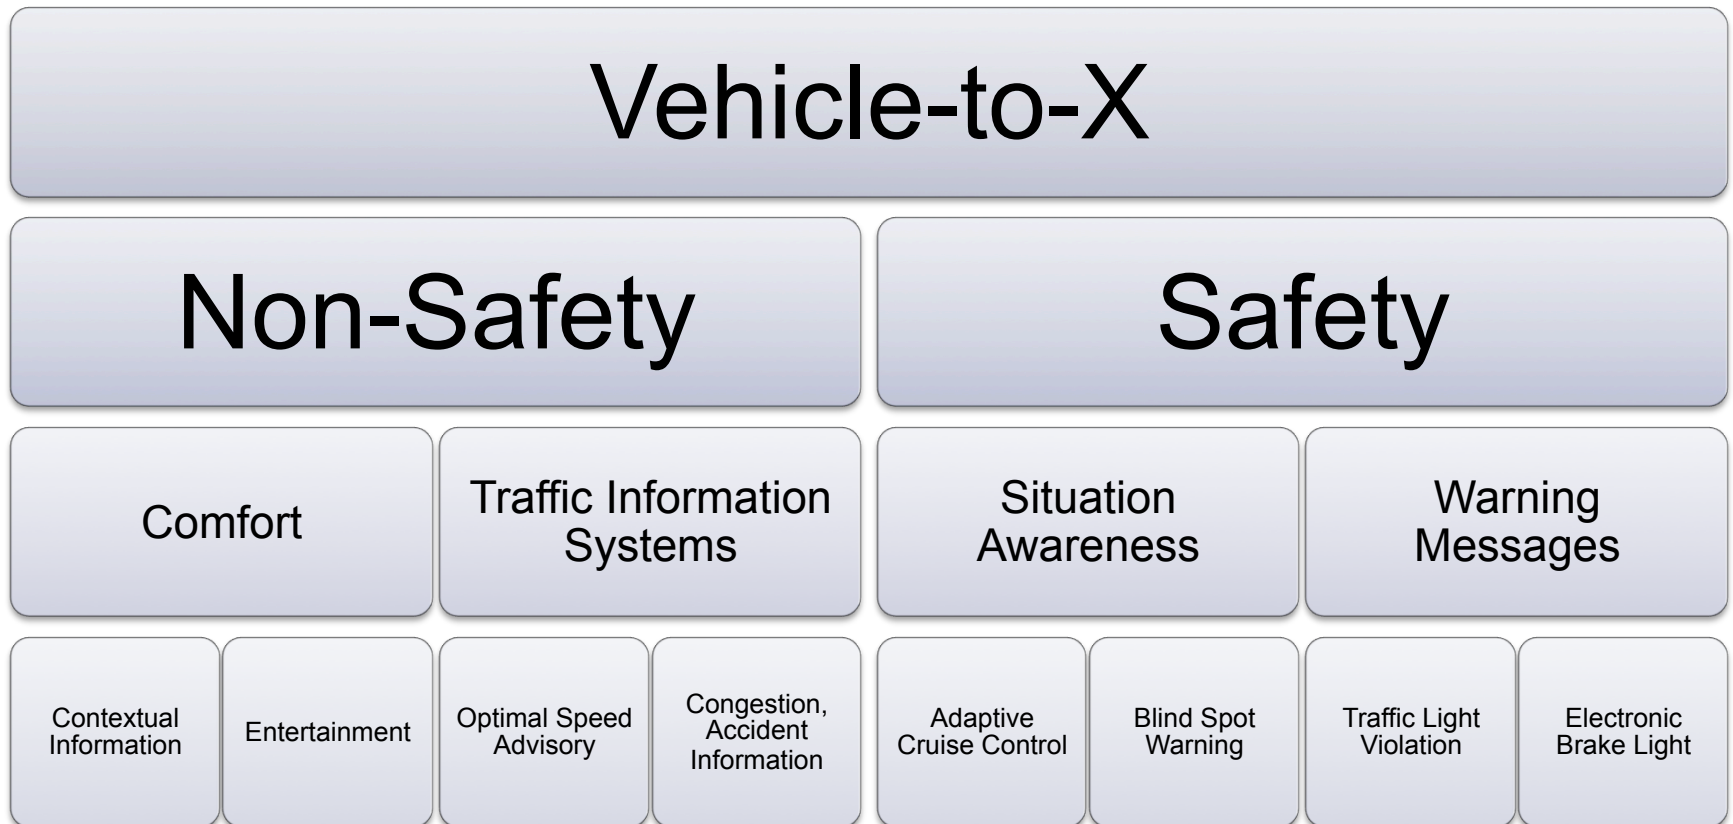 Vehicle-to-X
Non-Safety
Safety
Comfort
Traffic Information
Systems
Situation
Awareness
Warning
Messages
Contextual
Information
Entertainment
Optimal Speed
Advisory
Congestion,
Accident
Information
Adaptive
Cruise Control
Blind Spot
Warning
Traffic Light
Violation
Electronic
Brake Light